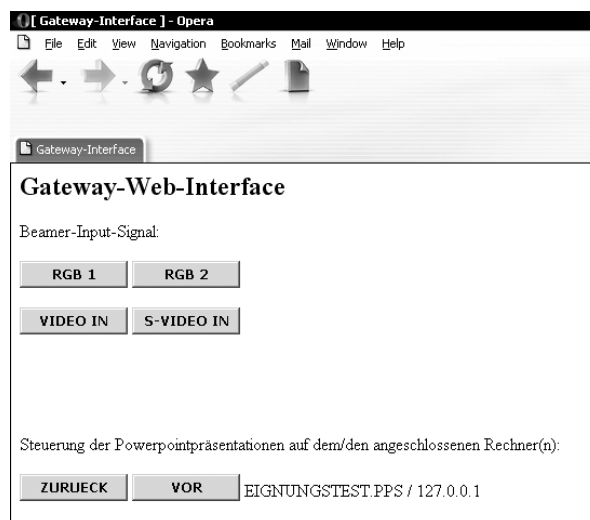 [ Gateway-Interface ] - Opera
File Edit View Navigation Bookmarks Mail Window Help
Gateway-Interface
Gateway-Web-Interface
Beamer-Input-Signal:
RGB 1 RGB 2
VIDEO IN S-VIDEO IN
Steuerung der Powerpointpräsentationen auf dem/den angeschlossenen Rechner(n):
ZURUECK VOR EIGNUNGSTEST.PPS / 127.0.0.1